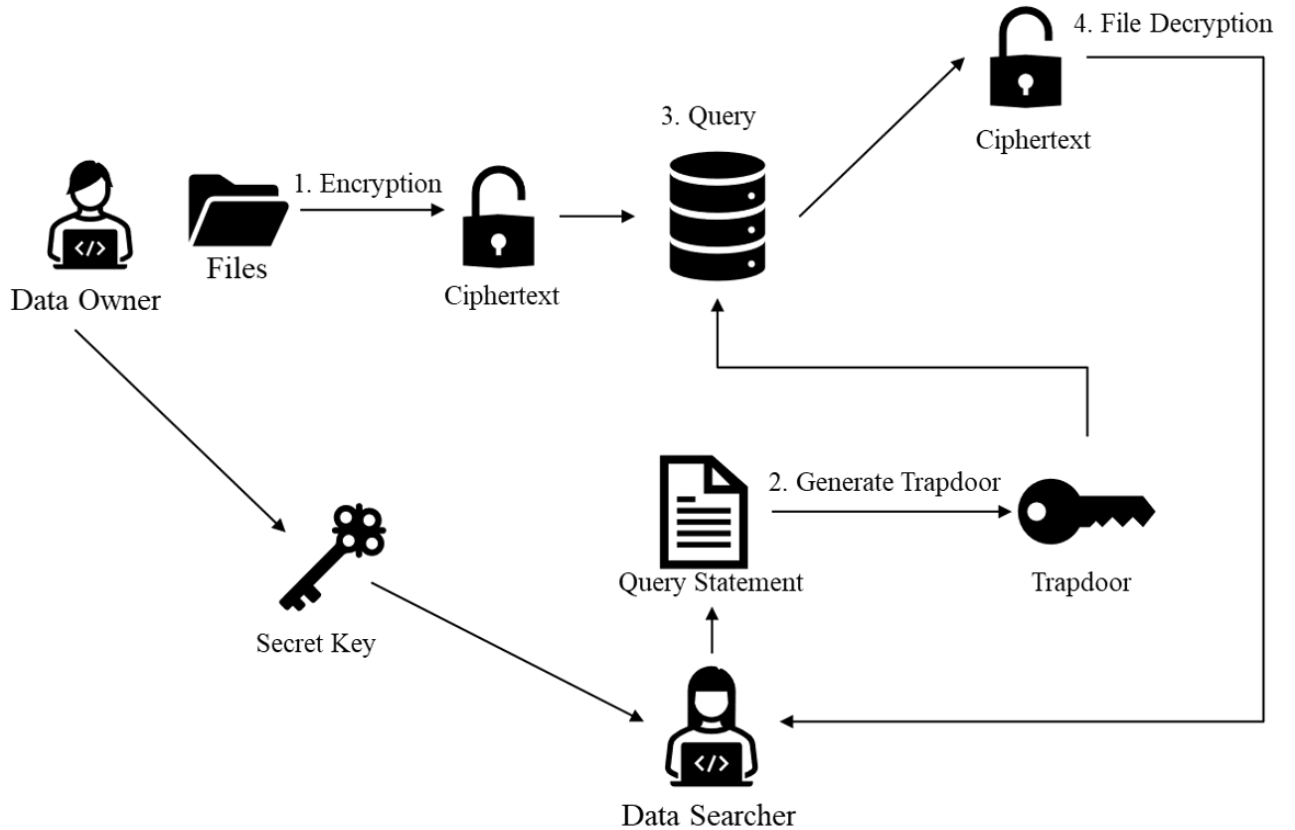 4. File Decryption
3. Query
Ciphertext
1. Encryption
Files
Ciphertext
Data Owner
</>
2. Generate Trapdoor
Query Statement
Trapdoor
Secret Key
</>
Data Searcher